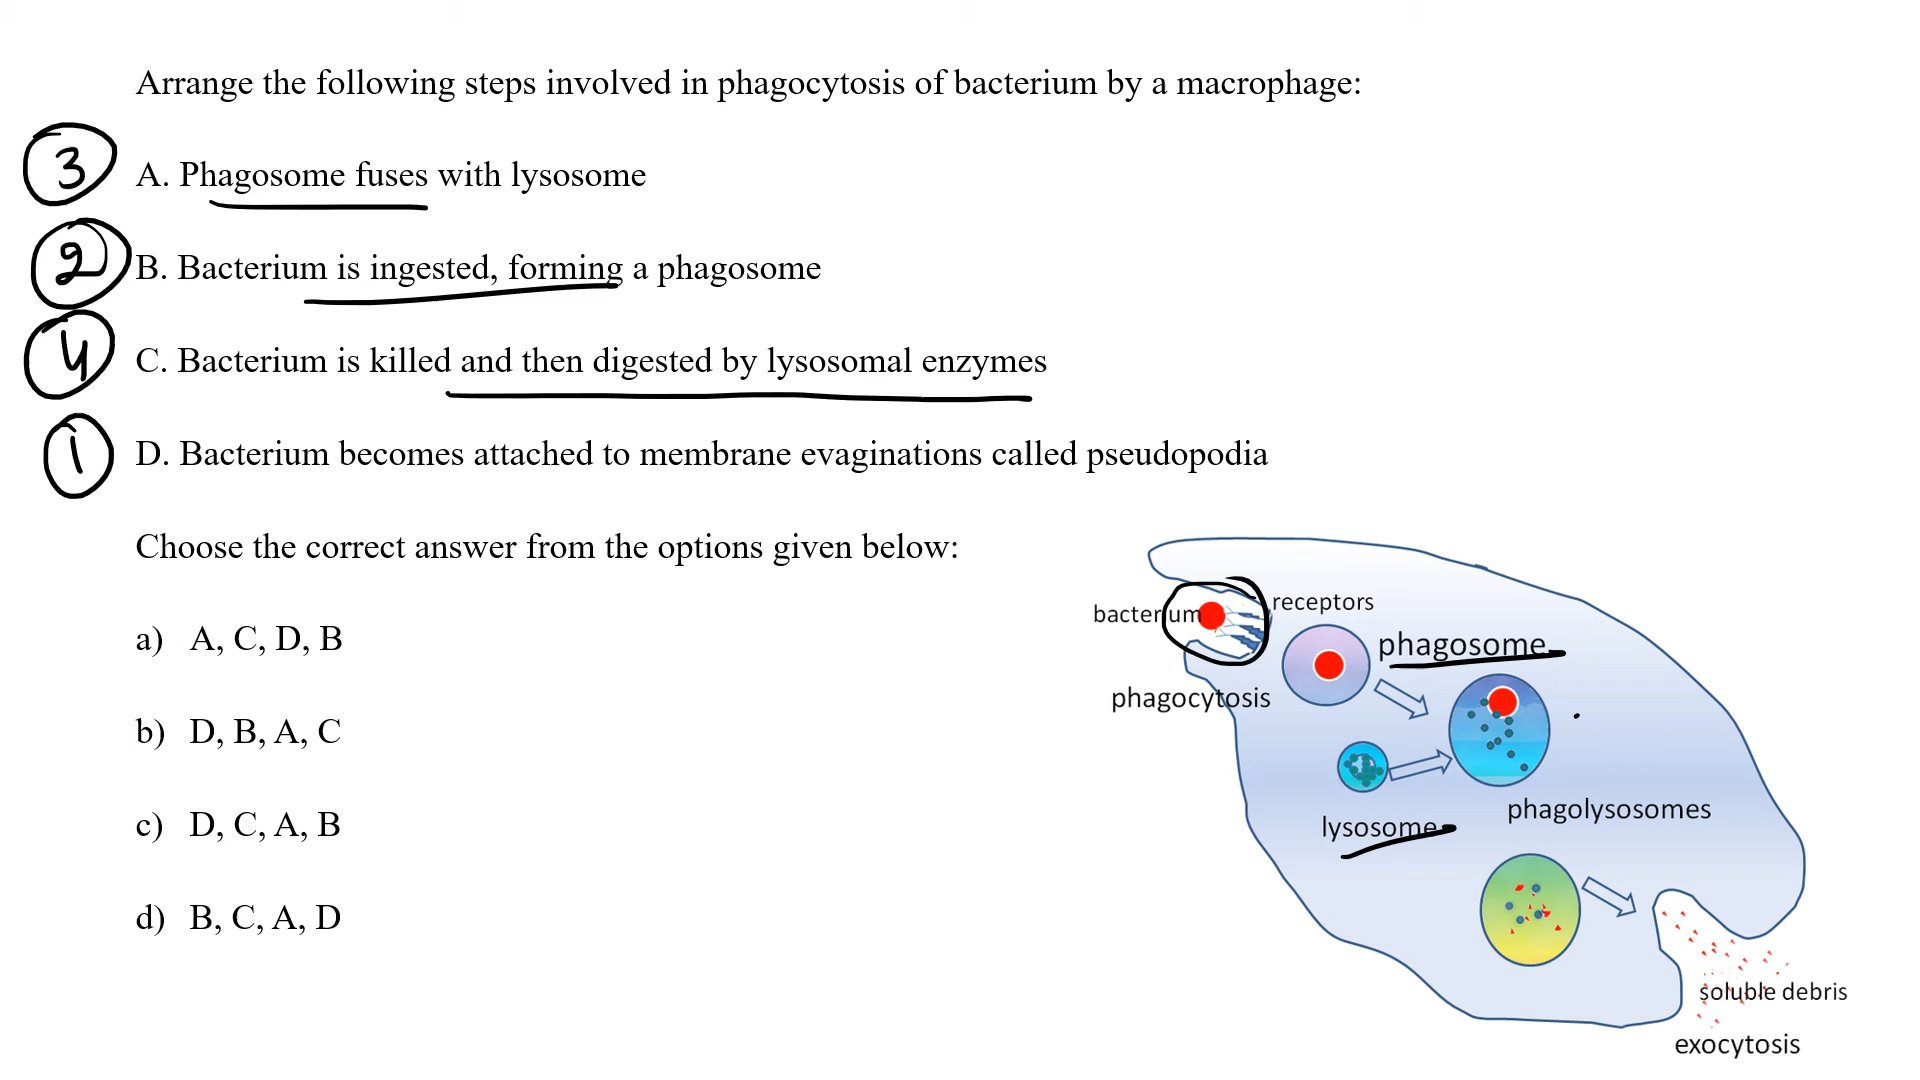 Arrange the following steps involved in phagocytosis of bacterium by a macrophage:
3 A. Phagosome fuses with lysosome
2 B. Bacterium is ingested, forming a phagosome
4 C. Bacterium is killed and then digested by lysosomal enzymes
1 D. Bacterium becomes attached to membrane evaginations called pseudopodia
Choose the correct answer from the options given below:
a) A, C, D, B
b) D, B, A, C
c) D, C, A, B
d) B, C, A, D
bacterium
receptors
phagosome
phagocytosis
lysosome
phagolysosomes
soluble debris
exocytosis